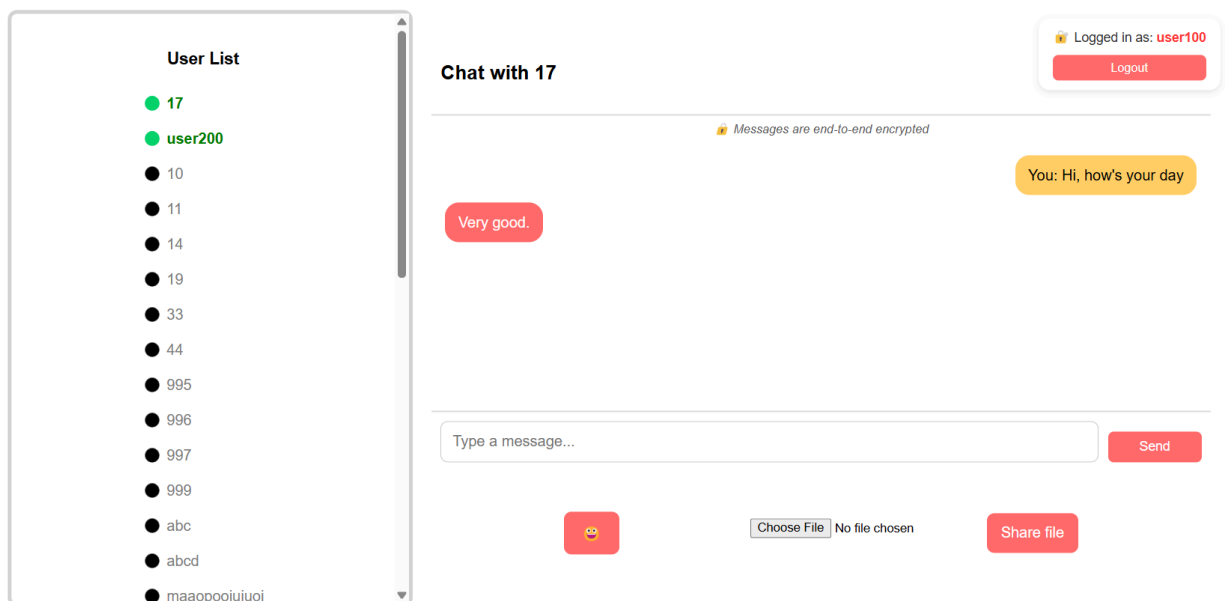 User List
17
user200
10
11
14
19
33
44
995
996
997
999
abc
abcd
Chat with 17
Logged in as: user100
Logout
Messages are end-to-end encrypted
You: Hi, how's your day
Very good.
Type a message...
Send
Choose File No file chosen
Share file